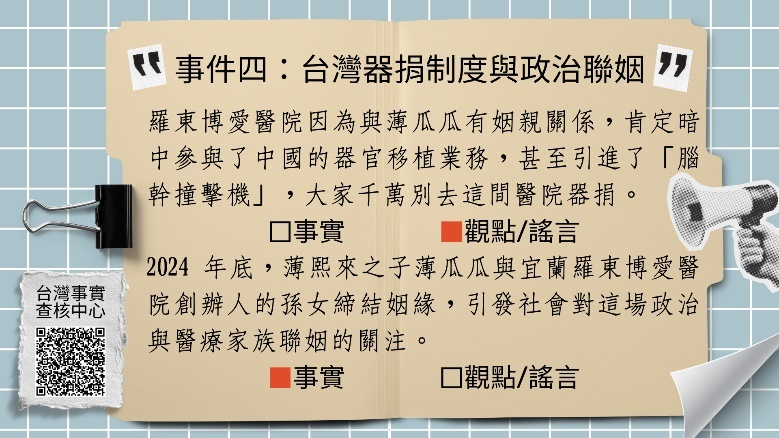 事件四：台灣器捐制度與政治聯姻
羅東博愛醫院因為與薄瓜瓜有姻親關係，肯定暗
中參與了中國的器官移植業務，甚至引進了「腦
幹撞擊機」，大家千萬別去這間醫院器捐。
□事實 ■觀點/謠言
2024 年底，薄熙來之子薄瓜瓜與宜蘭羅東博愛醫
院創辦人的孫女締結姻緣，引發社會對這場政治
與醫療家族聯姻的關注。
■事實 □觀點/謠言
台灣事實
查核中心